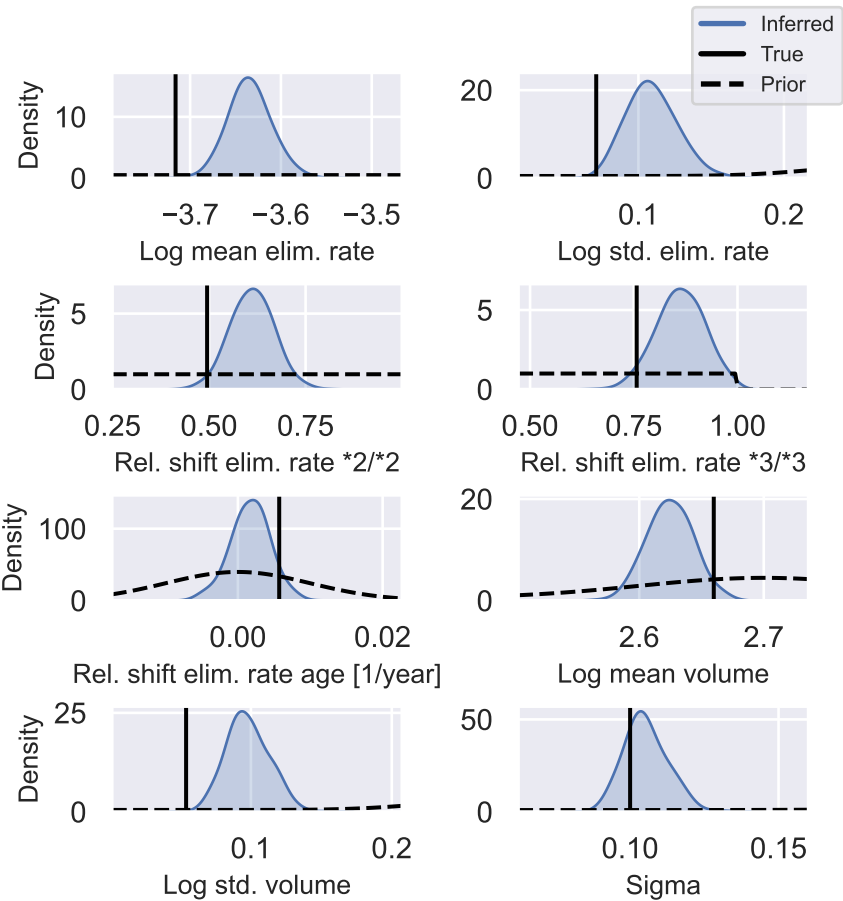 Inferred
True
Prior
Density
10
0
−3.7 −3.6 −3.5
Log mean elim. rate
20
0
0.1 0.2
Log std. elim. rate
Density
5
0
0.25 0.50 0.75
Rel. shift elim. rate *2/*2
5
0
0.50 0.75 1.00
Rel. shift elim. rate *3/*3
Density
100
0
0.00 0.02
Rel. shift elim. rate age [1/year]
20
0
2.6 2.7
Log mean volume
Density
25
0
0.1 0.2
Log std. volume
50
0
0.10 0.15
Sigma